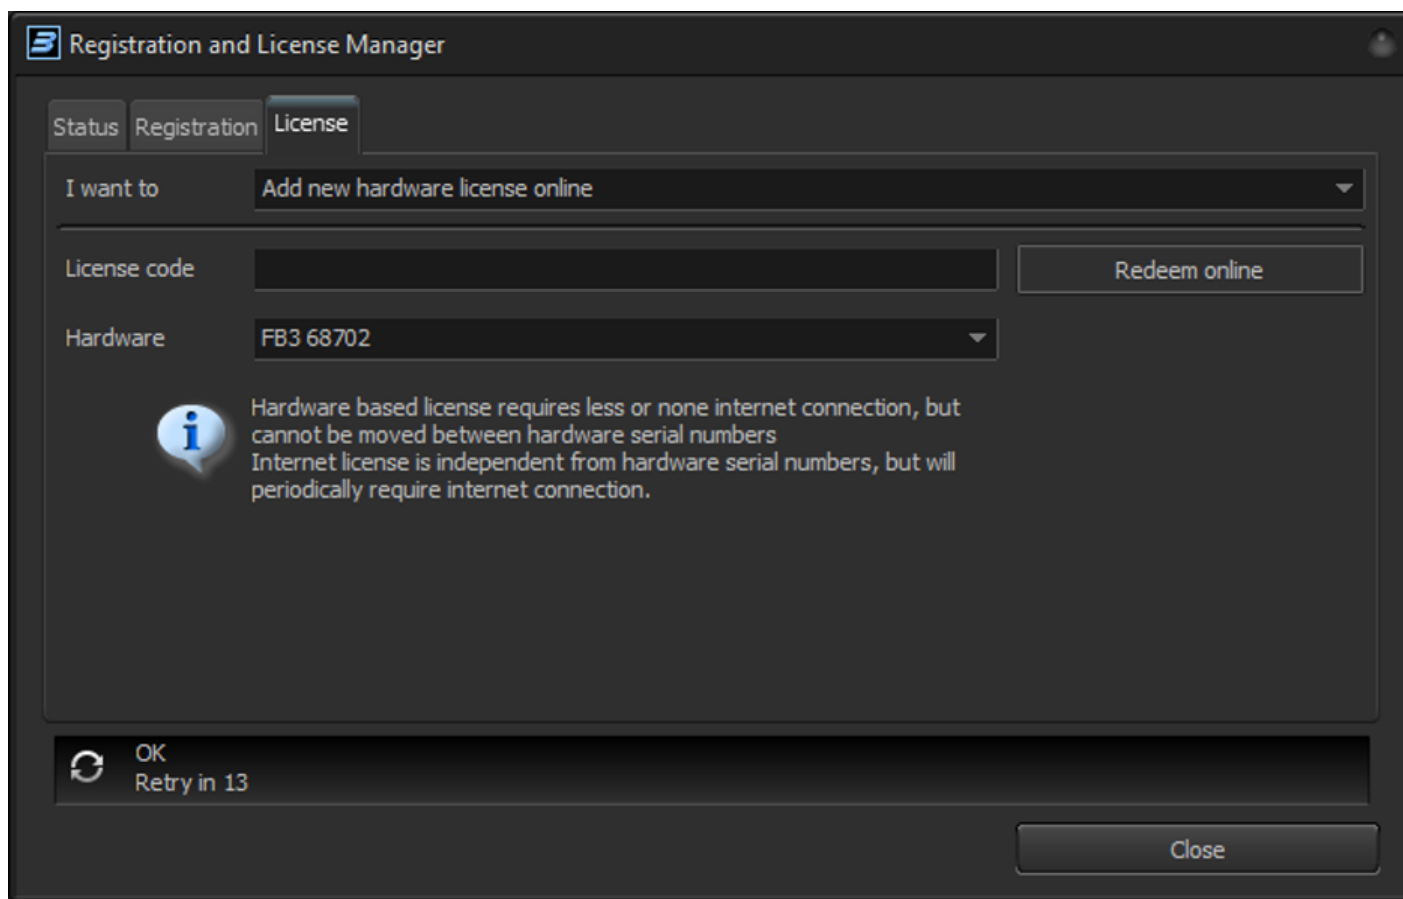 Registration and License Manager
Status Registration License
I want to Add new hardware license online
License code Redeem online
Hardware FB3 68702
Hardware based license requires less or none internet connection, but
cannot be moved between hardware serial numbers
Internet license is independent from hardware serial numbers, but will
periodically require internet connection.
OK
Retry in 13
Close